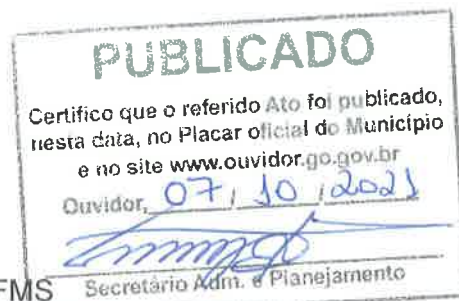 PUBLICADO
Certifico que o referido Ato foi publicado,
nesta data, no Placar oficial do Município
e no site www.ouvidor.go.gov.br
Ouvidor, 07 / 10 / 2021
Secretário Adm. e Planejamento
FMS